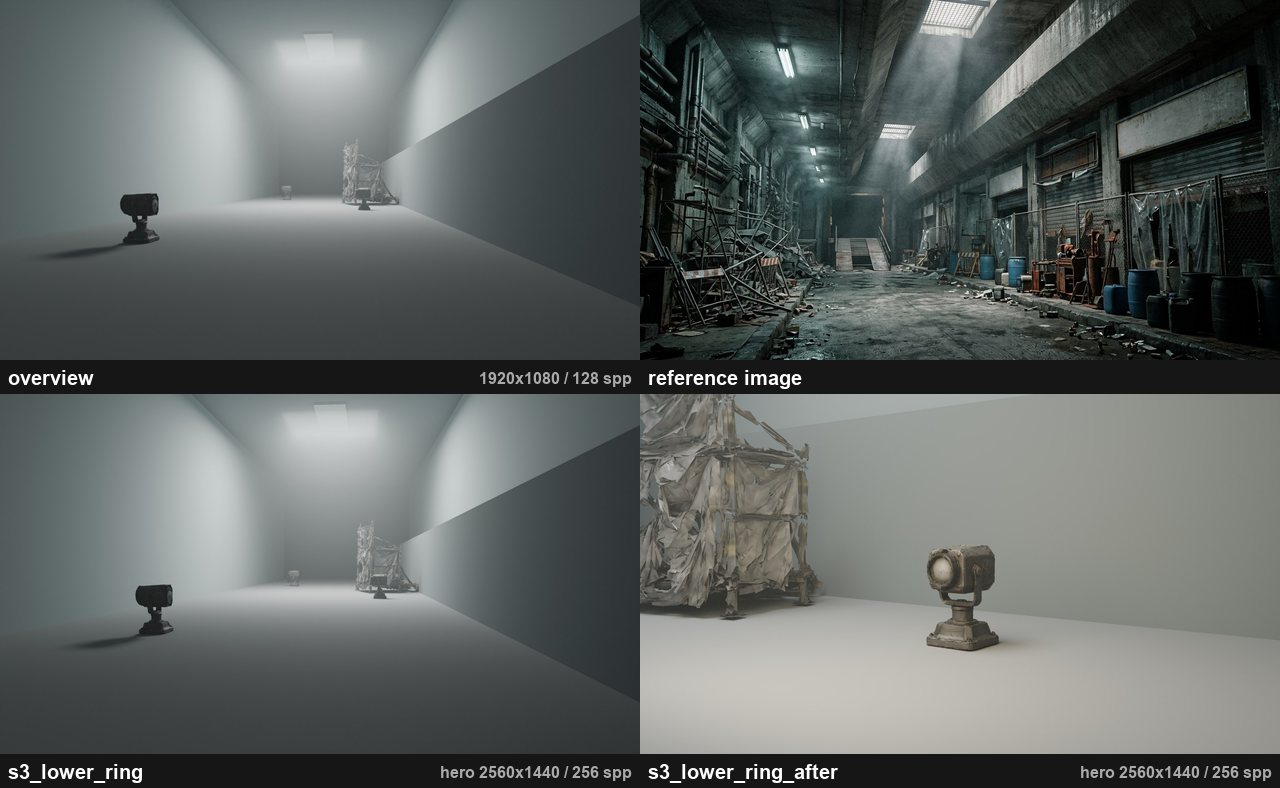 overview
1920x1080 / 128 spp
reference image
s3_lower_ring
hero 2560x1440 / 256 spp
s3_lower_ring_after
hero 2560x1440 / 256 spp